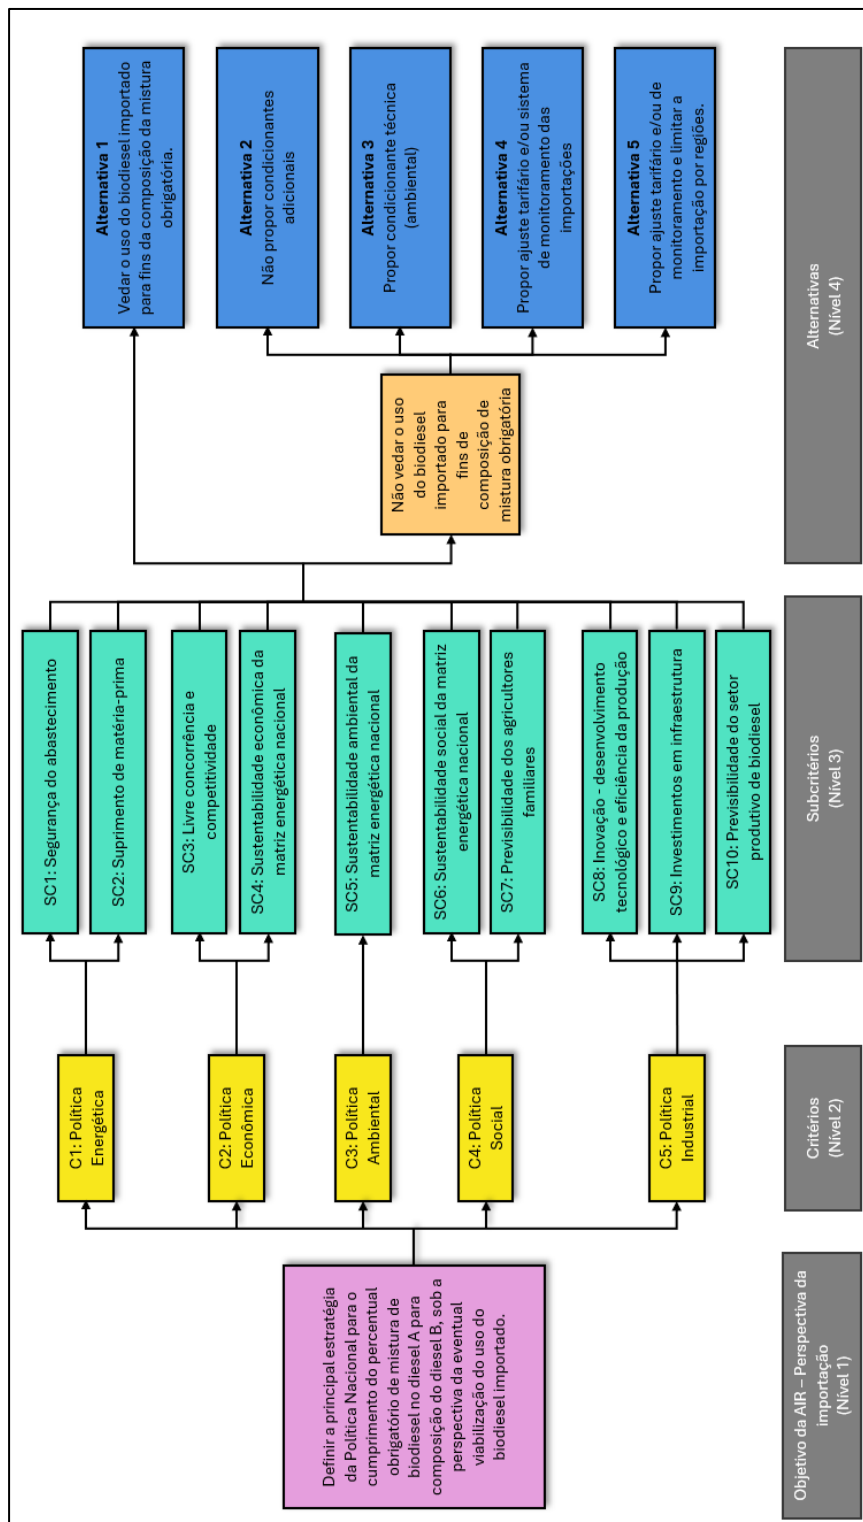 Definir a principal estratégia
da Política Nacional para o
cumprimento do percentual
obrigatório de mistura de
biodiesel no diesel A para
composição do diesel B, sob a
perspectiva da eventual
viabilização do uso do
biodiesel importado.
Objetivo da AIR – Perspectiva da
importação
(Nível 1)
C1: Política
Energética
C2: Política
Econômica
C3: Política
Ambiental
C4: Política
Social
C5: Política
Industrial
Critérios
(Nível 2)
SC1: Segurança do abastecimento
SC2: Suprimento de matéria-prima
SC3: Livre concorrência e
competitividade
SC4: Sustentabilidade econômica da
matriz energética nacional
SC5: Sustentabilidade ambiental da
matriz energética nacional
SC6: Sustentabilidade social da matriz
energética nacional
SC7: Previsibilidade dos agricultores
familiares
SC8: Inovação - desenvolvimento
tecnológico e eficiência da produção
SC9: Investimentos em infraestrutura
SC10: Previsibilidade do setor
produtivo de biodiesel
Subcritérios
(Nível 3)
Não vedar o uso
do biodiesel
importado para
fins de
composição de
mistura obrigatória
Alternativa 1
Vedar o uso do biodiesel importado
para fins da composição da mistura
obrigatória.
Alternativa 2
Não propor condicionantes
adicionais
Alternativa 3
Propor condicionante técnica
(ambiental)
Alternativa 4
Propor ajuste tarifário e/ou sistema
de monitoramento das
importações
Alternativa 5
Propor ajuste tarifário e/ou de
monitoramento e limitar a
importação por regiões.
Alternativas
(Nível 4)